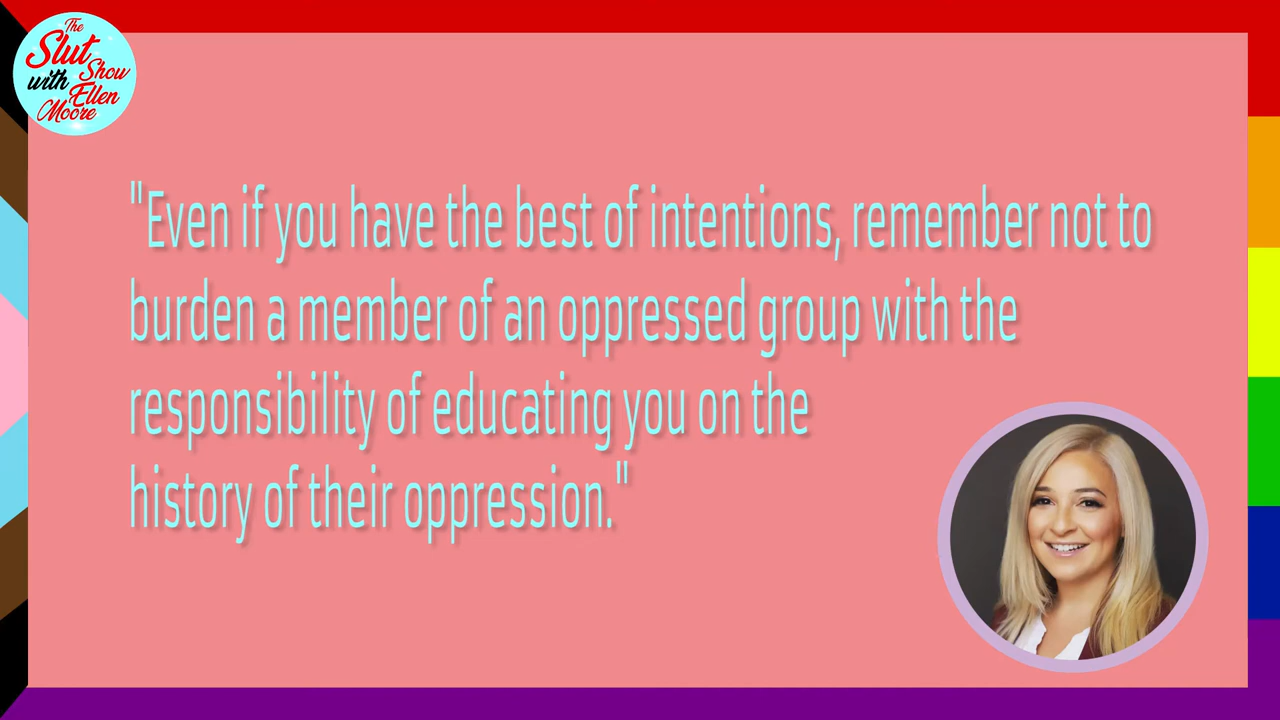 The
Slut
with Show
Ellen
Moore
"Even if you have the best of intentions, remember not to
burden a member of an oppressed group with the
responsibility of educating you on the
history of their oppression."